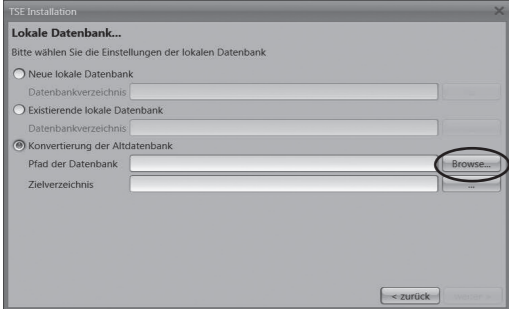 TSE Installation
Lokale Datenbank...
Bitte wählen Sie die Einstellungen der lokalen Datenbank
Neue lokale Datenbank
Datenbankverzeichnis ...
Existierende lokale Datenbank
Datenbankverzeichnis
Konvertierung der Altdatenbank
Pfad der Datenbank Browse...
Zielverzeichnis ...
< zurück